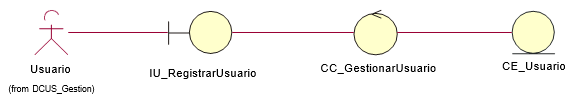 Usuario
(from DCUS_Gestion)
IU_RegistrarUsuario
CC_GestionarUsuario
CE_Usuario